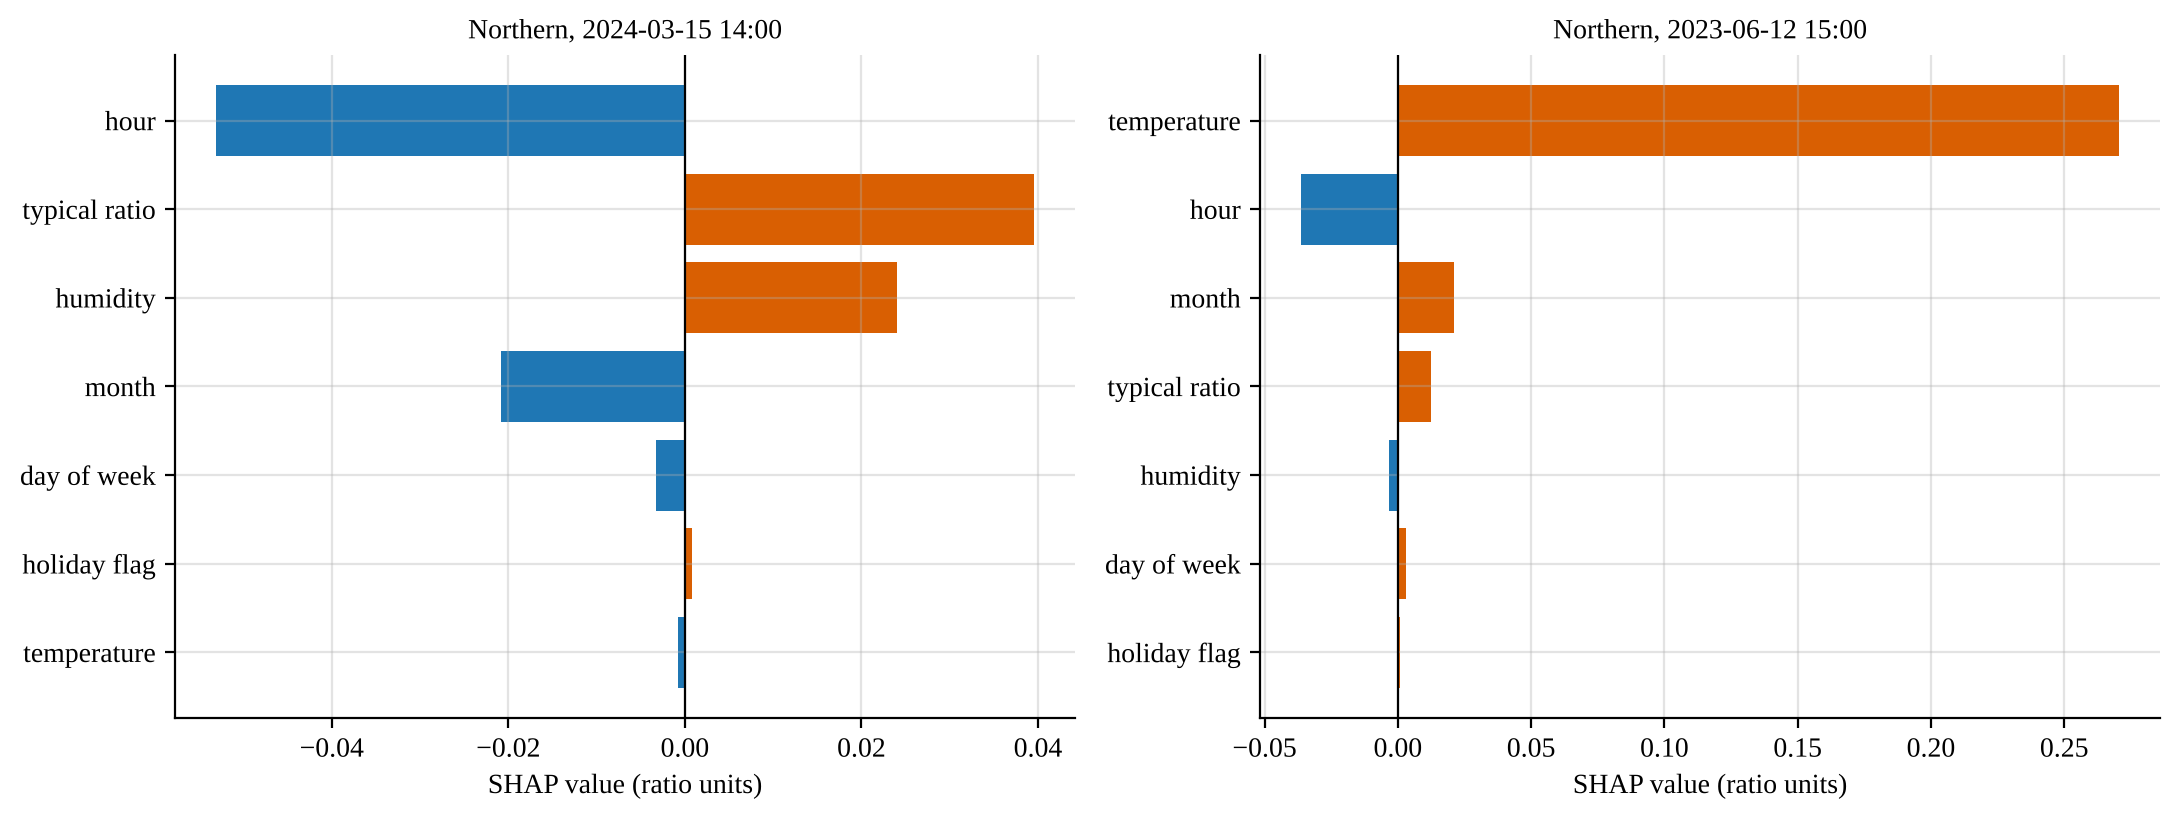 Northern, 2024-03-15 14:00
hour
typical ratio
humidity
month
day of week
holiday flag
temperature
−0.04 −0.02 0.00 0.02 0.04
SHAP value (ratio units)
Northern, 2023-06-12 15:00
temperature
hour
month
typical ratio
humidity
day of week
holiday flag
−0.05 0.00 0.05 0.10 0.15 0.20 0.25
SHAP value (ratio units)